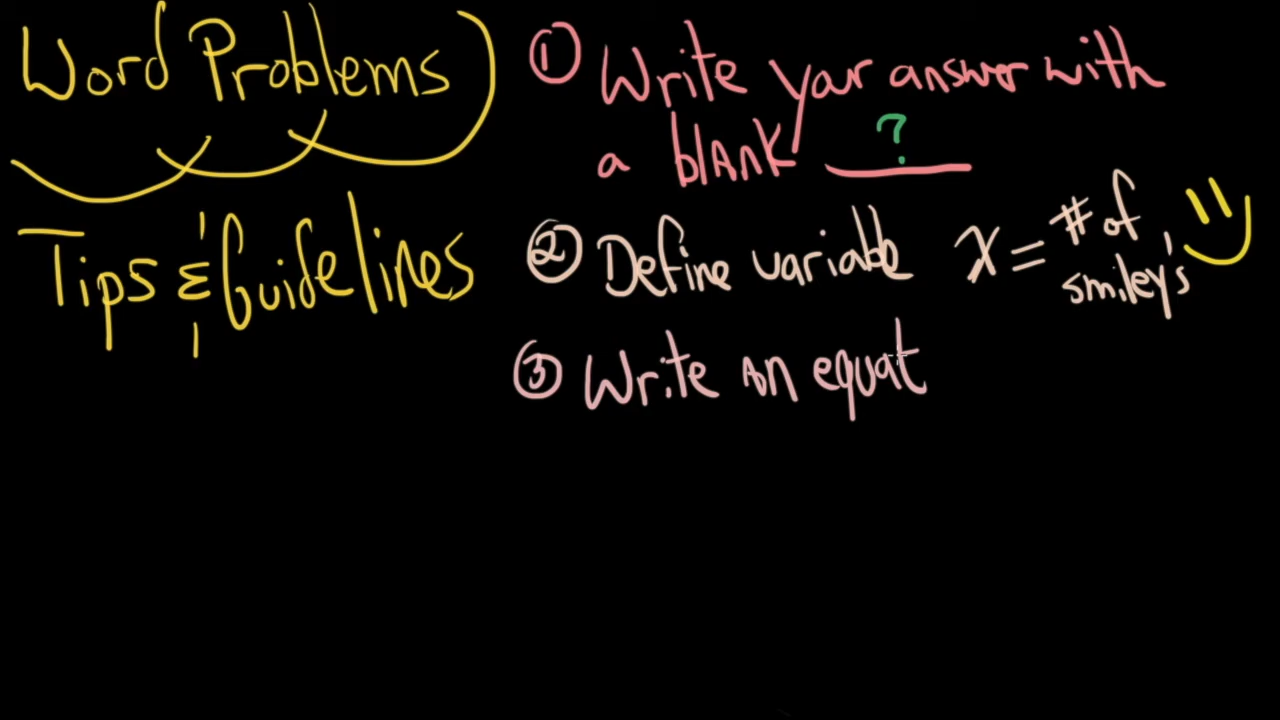 Word Problems
Tips & Guidelines
① Write your answer with
a blank ?
② Define variable x = # of
smiley's
③ Write an equat